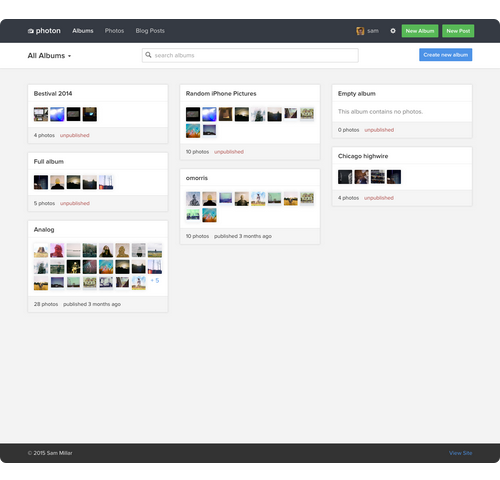 photon Albums Photos Blog Posts sam New Album New Post
All Albums search albums Create new album
Bestival 2014
4 photos unpublished
Full album
5 photos unpublished
Analog
+ 5
28 photos published 3 months ago
Random iPhone Pictures
10 photos unpublished
omorris
10 photos published 3 months ago
Empty album
This album contains no photos.
0 photos unpublished
Chicago highwire
4 photos unpublished
© 2015 Sam Millar View Site